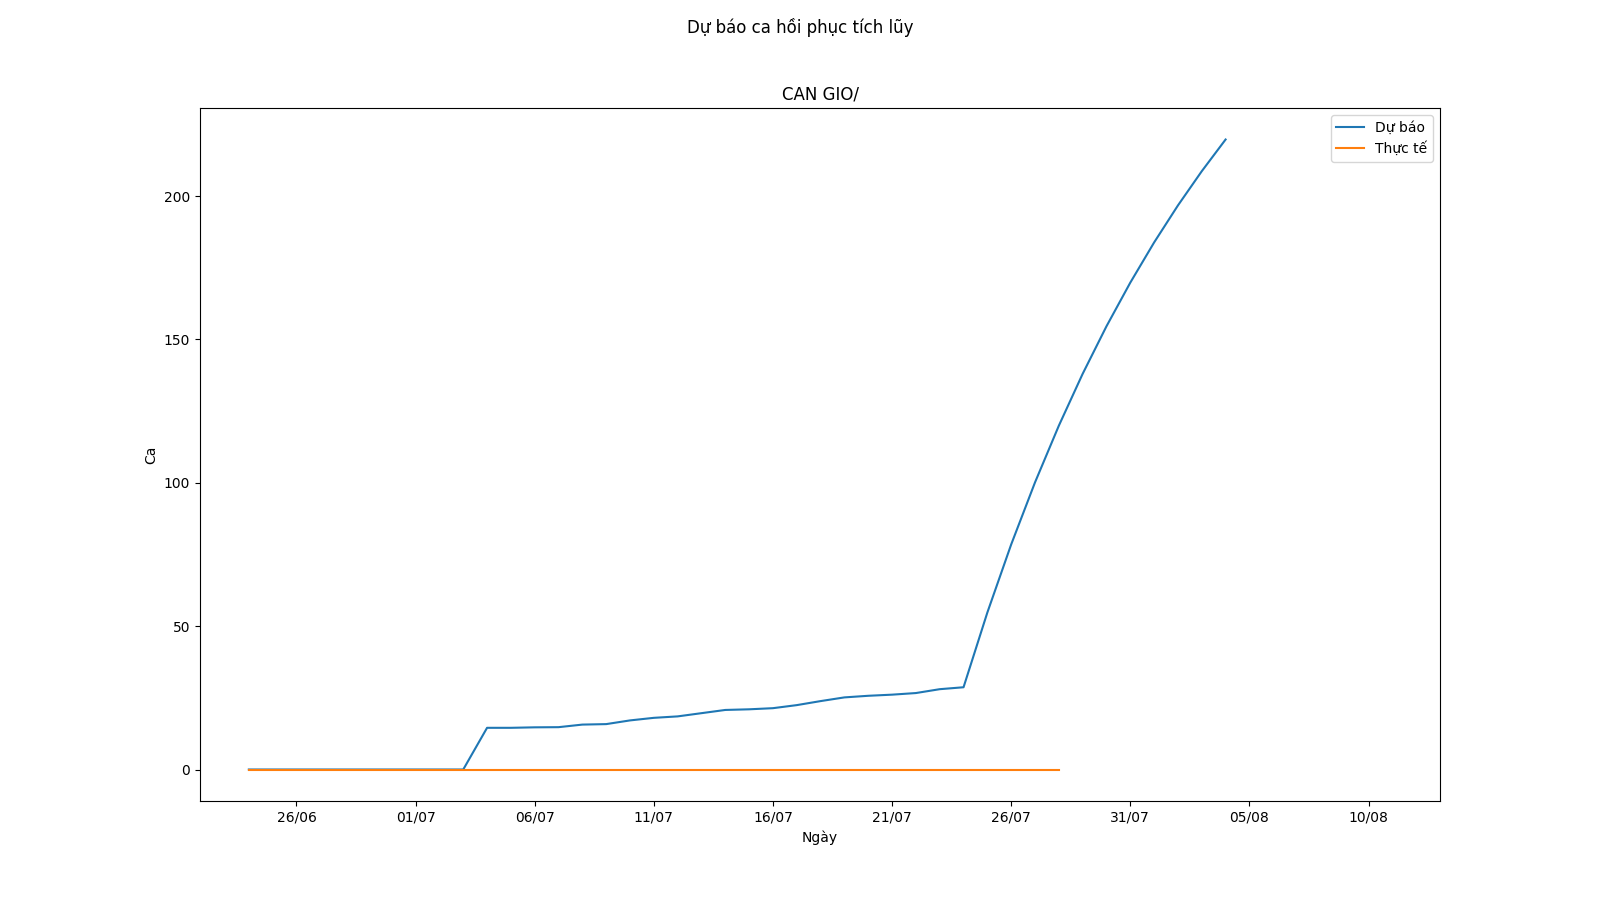 Dự báo ca hồi phục tích lũy
CAN GIO/
Dự báo
Thực tế
200
150
100
50
0
Ca
26/06 01/07 06/07 11/07 16/07 21/07 26/07 31/07 05/08 10/08
Ngày